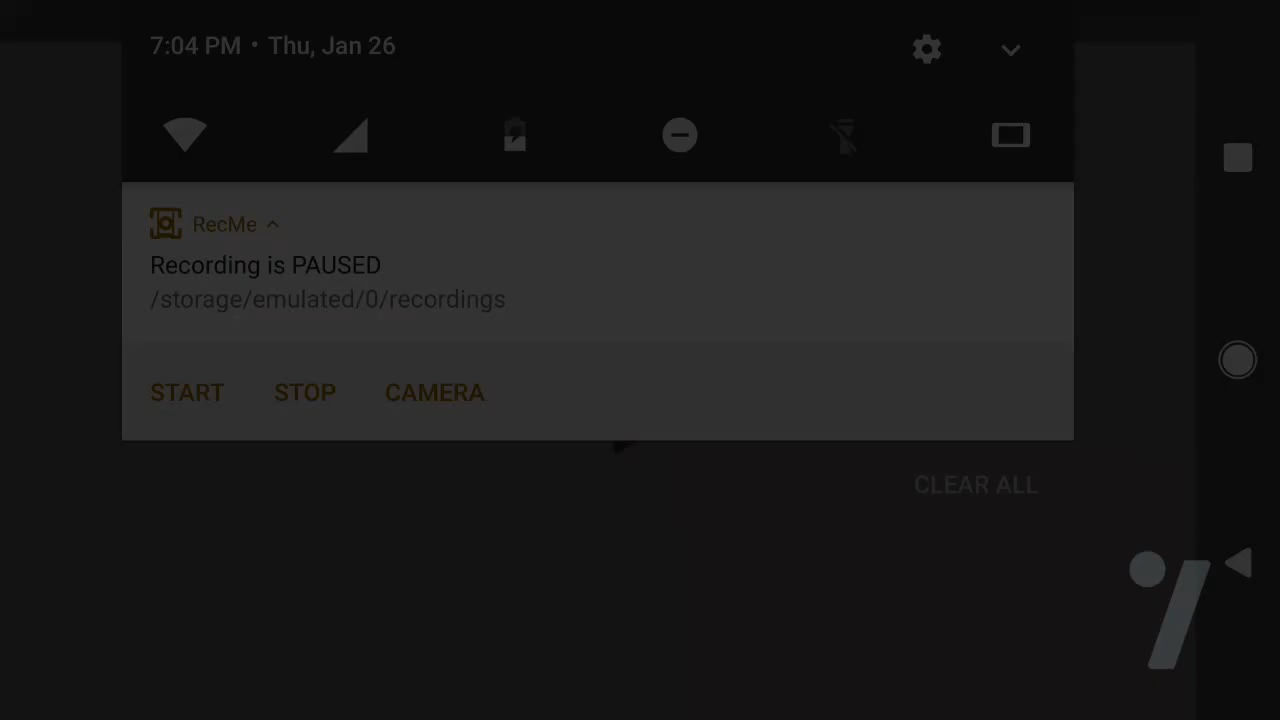 7:04 PM • Thu, Jan 26
RecMe
Recording is PAUSED
/storage/emulated/0/recordings
START STOP CAMERA
CLEAR ALL